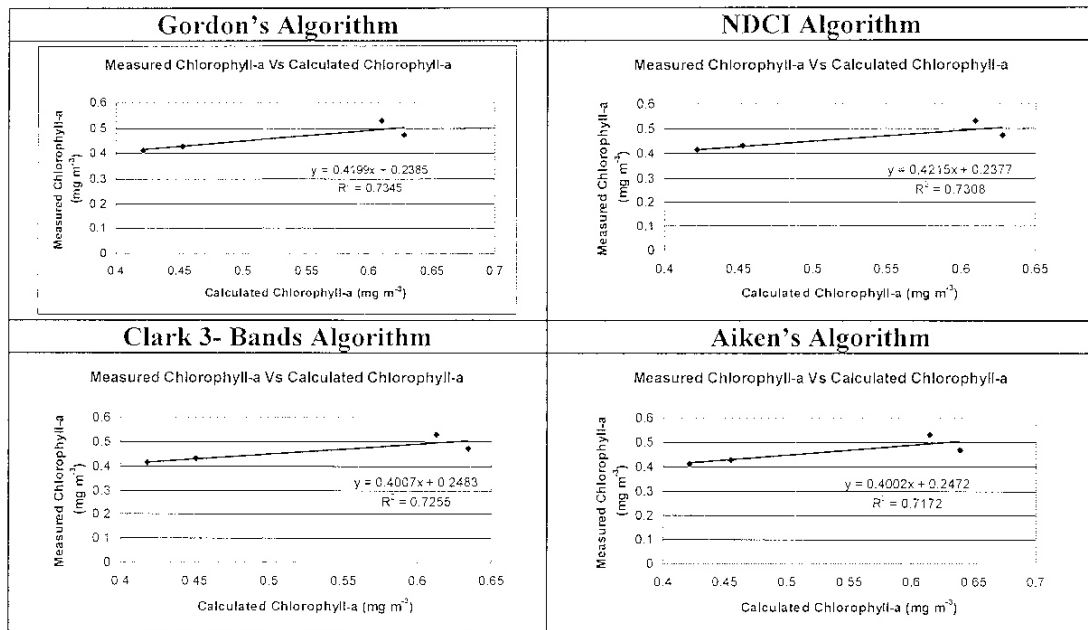 Gordon's Algorithm
Measured Chlorophyll-a Vs Calculated Chlorophyll-a
Measured Chlorophyll-a
(mg m-3)
0.6
0.5
0.4
0.3
0.2
0.1
0
y = 0.4199x + 0.2385
R2 = 0.7345
0.4 0.45 0.5 0.55 0.6 0.65 0.7
Calculated Chlorophyll-a (mg m-3)
NDCI Algorithm
Measured Chlorophyll-a Vs Calculated Chlorophyll-a
Measured Chlorophyll-a
(mg m-3)
0.6
0.5
0.4
0.3
0.2
0.1
0
y = 0.4215x + 0.2377
R2 = 0.7308
0.4 0.45 0.5 0.55 0.6 0.65
Calculated Chlorophyll-a (mg m-3)
Clark 3- Bands Algorithm
Measured Chlorophyll-a Vs Calculated Chlorophyll-a
Measured Chlorophyll-a
(mg m-3)
0.6
0.5
0.4
0.3
0.2
0.1
0
y = 0.4007x + 0.2483
R2 = 0.7255
0.4 0.45 0.5 0.55 0.6 0.65
Calculated Chlorophyll-a (mg m-3)
Aiken's Algorithm
Measured Chlorophyll-a Vs Calculated Chlorophyll-a
Measured Chlorophyll-a
(mg m-3)
0.6
0.5
0.4
0.3
0.2
0.1
0
y = 0.4002x + 0.2472
R2 = 0.7172
0.4 0.45 0.5 0.55 0.6 0.65 0.7
Calculated Chlorophyll-a (mg m-3)